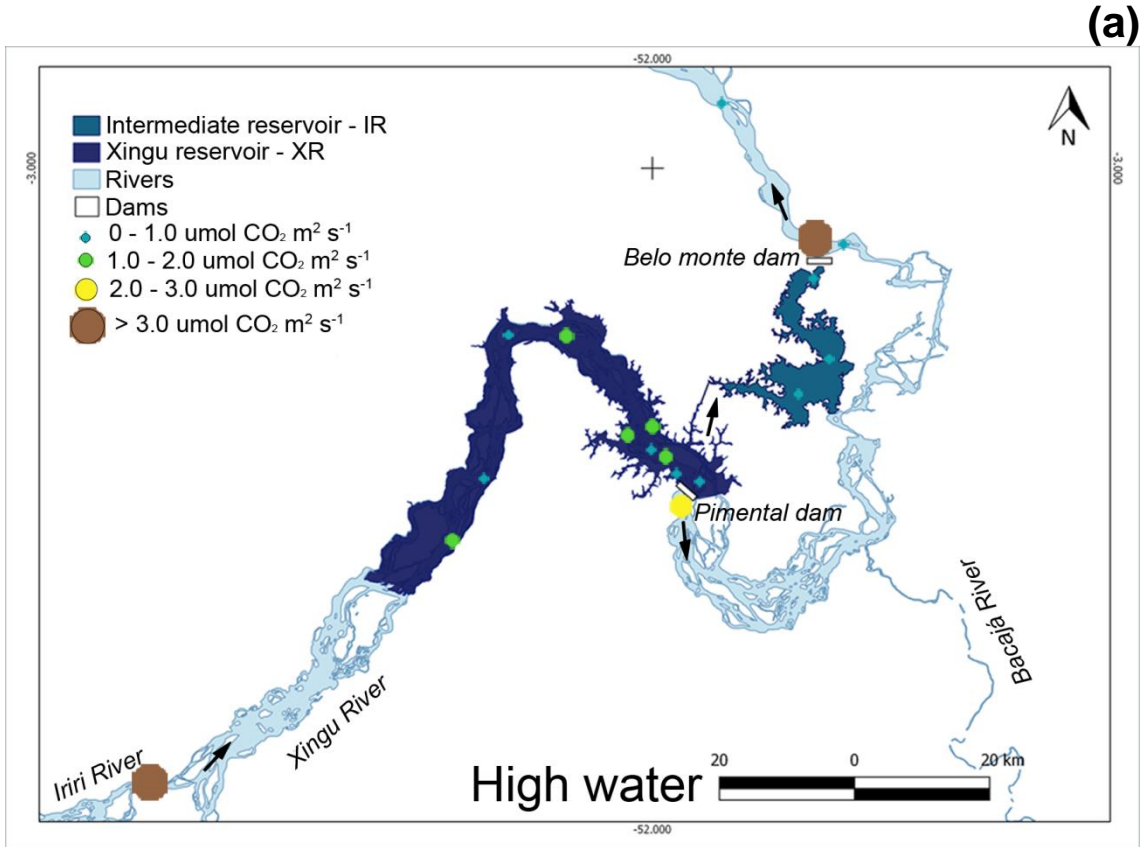 (a)
-52.000
Intermediate reservoir - IR
Xingu reservoir - XR
Rivers
Dams
0 - 1.0 umol CO₂ m² s⁻¹
1.0 - 2.0 umol CO₂ m² s⁻¹
2.0 - 3.0 umol CO₂ m² s⁻¹
> 3.0 umol CO₂ m² s⁻¹
-3.000
-3.000
N
Belo monte dam
Pimental dam
Bacajá River
Xingu River
Iriri River
High water
20 0 20 km
-52.000